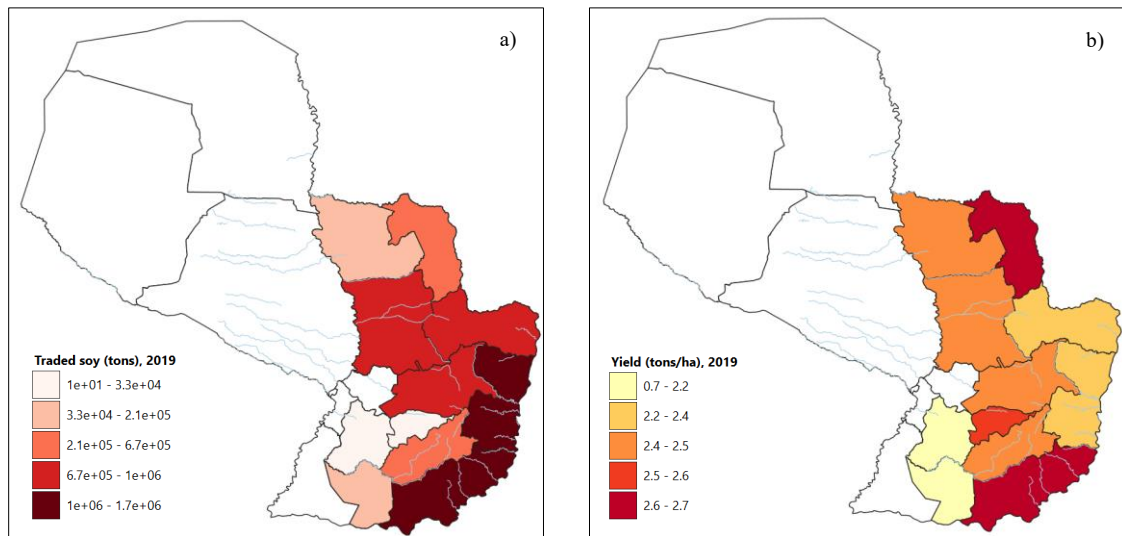 a)
Traded soy (tons), 2019
1e+01 - 3.3e+04
3.3e+04 - 2.1e+05
2.1e+05 - 6.7e+05
6.7e+05 - 1e+06
1e+06 - 1.7e+06
b)
Yield (tons/ha), 2019
0.7 - 2.2
2.2 - 2.4
2.4 - 2.5
2.5 - 2.6
2.6 - 2.7